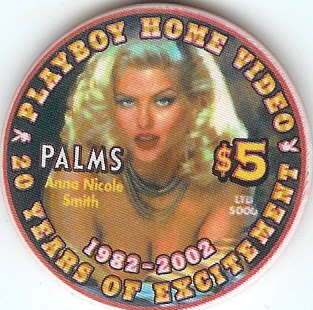 PLAYBOY HOME VIDEO
PALMS
$5
Anna Nicole
Smith
LTD
5000
1982-2002
20 YEARS OF EXCITEMENT